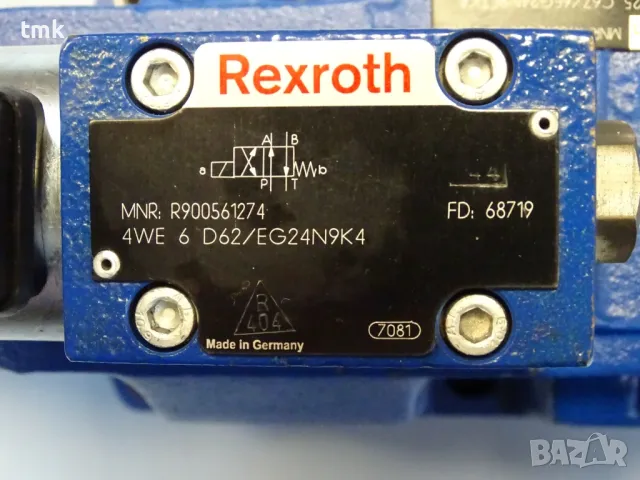 tmk
Rexroth
A B
a b
P T
MNR: R900561274
FD: 68719
4WE 6 D62/EG24N9K4
R
404
7081
Made in Germany
BAZAR